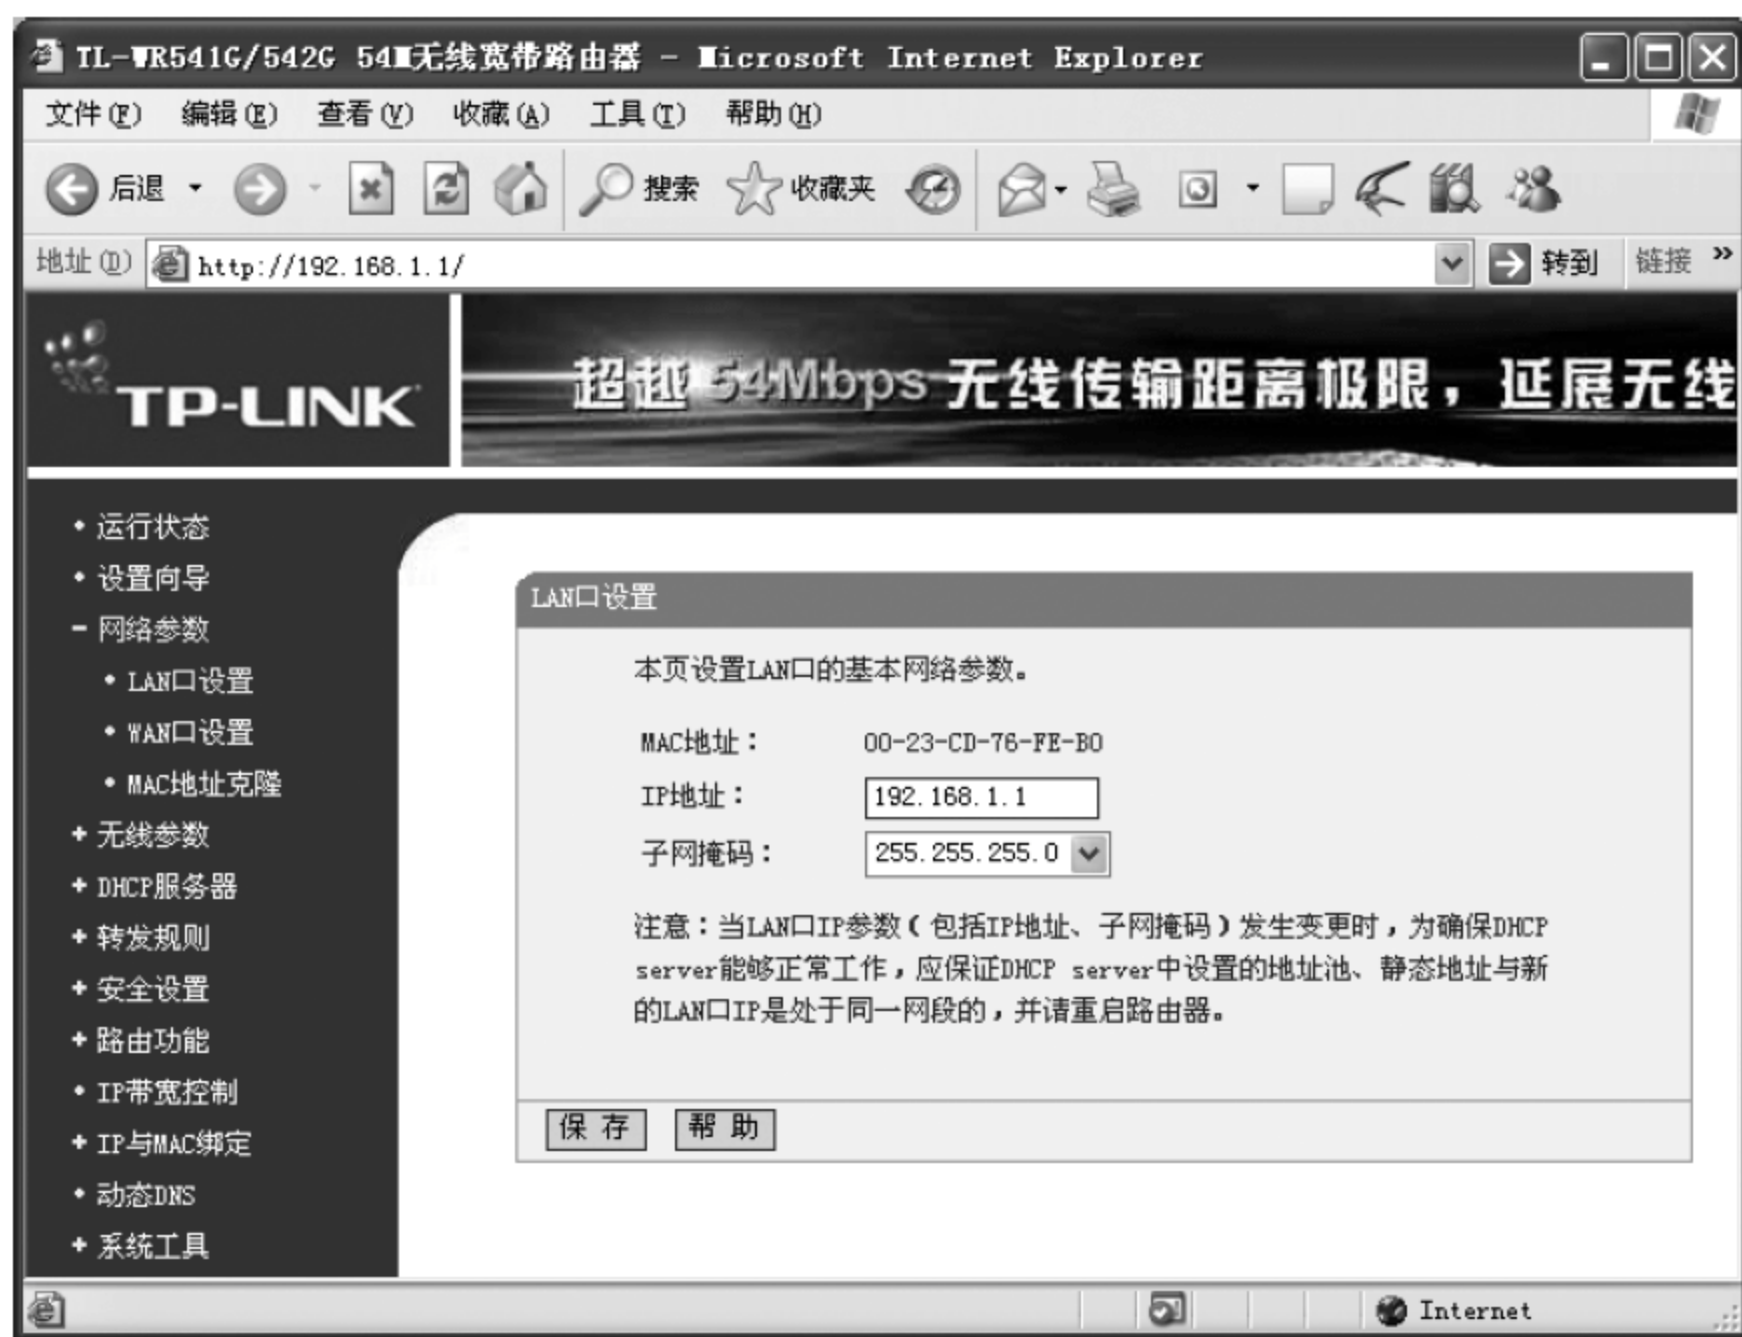 TL-WR541G/542G 54M无线宽带路由器 - Microsoft Internet Explorer
文件(F) 编辑(E) 查看(V) 收藏(A) 工具(T) 帮助(H)
后退 搜索 收藏夹
地址(D) http://192.168.1.1/ 转到 链接 »
TP-LINK 超越 54Mbps 无线传输距离极限，延展无线
• 运行状态
• 设置向导
- 网络参数
• LAN口设置
• WAN口设置
• MAC地址克隆
+ 无线参数
+ DHCP服务器
+ 转发规则
+ 安全设置
+ 路由功能
• IP带宽控制
+ IP与MAC绑定
• 动态DNS
+ 系统工具
LAN口设置
本页设置LAN口的基本网络参数。
MAC地址： 00-23-CD-76-FE-B0
IP地址： 192.168.1.1
子网掩码： 255.255.255.0
注意：当LAN口IP参数（包括IP地址、子网掩码）发生变更时，为确保DHCP
server能够正常工作，应保证DHCP server中设置的地址池、静态地址与新
的LAN口IP是处于同一网段的，并请重启路由器。
保 存 帮 助
Internet